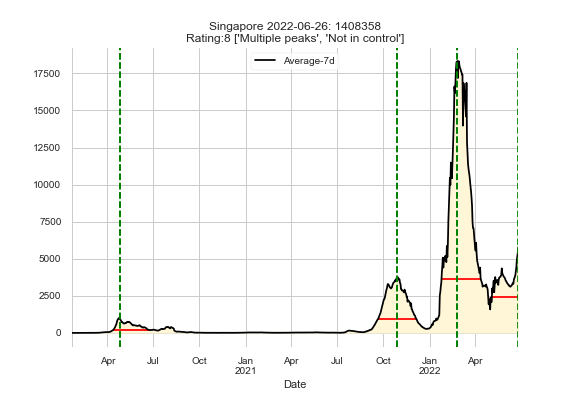 Singapore 2022-06-26: 1408358
Rating:8 ['Multiple peaks', 'Not in control']
Average-7d
17500
15000
12500
10000
7500
5000
2500
0
Apr Jul Oct Jan Apr Jul Oct Jan Apr
2021 2022
Date